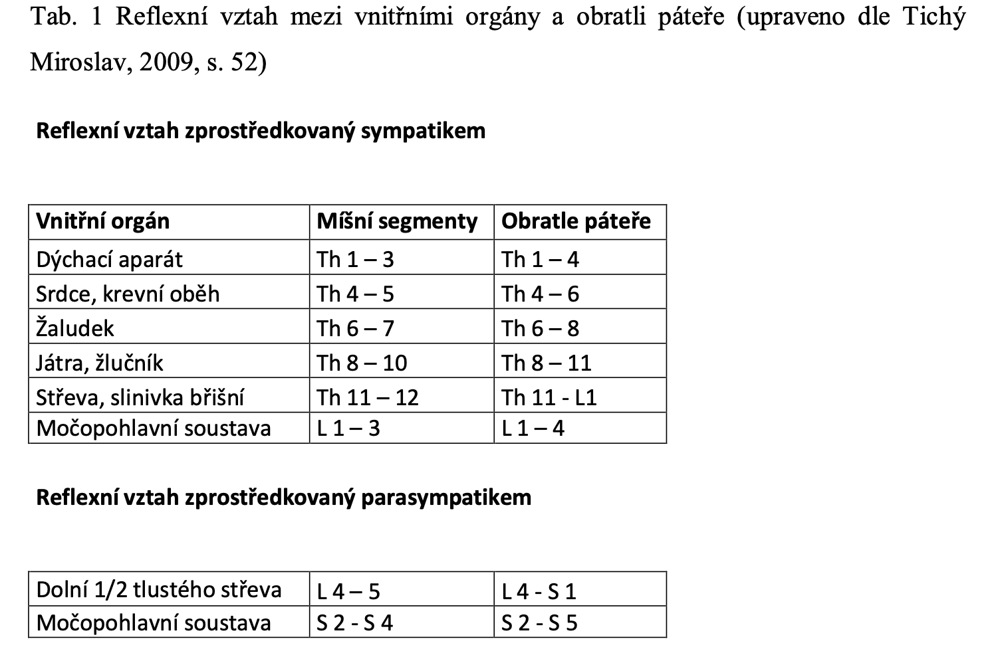 Tab. 1 Reflexní vztah mezi vnitřními orgány a obratli páteře (upraveno dle Tichý
Miroslav, 2009, s. 52)
Reflexní vztah zprostředkovaný sympatikem
Vnitřní orgán Míšní segmenty Obratle páteře
Dýchací aparát Th 1 – 3 Th 1 – 4
Srdce, krevní oběh Th 4 – 5 Th 4 – 6
Žaludek Th 6 – 7 Th 6 – 8
Játra, žlučník Th 8 – 10 Th 8 – 11
Střeva, slinivka břišní Th 11 – 12 Th 11 - L1
Močopohlavní soustava L 1 – 3 L 1 – 4
Reflexní vztah zprostředkovaný parasympatikem
Dolní 1/2 tlustého střeva L 4 – 5 L 4 - S 1
Močopohlavní soustava S 2 - S 4 S 2 - S 5